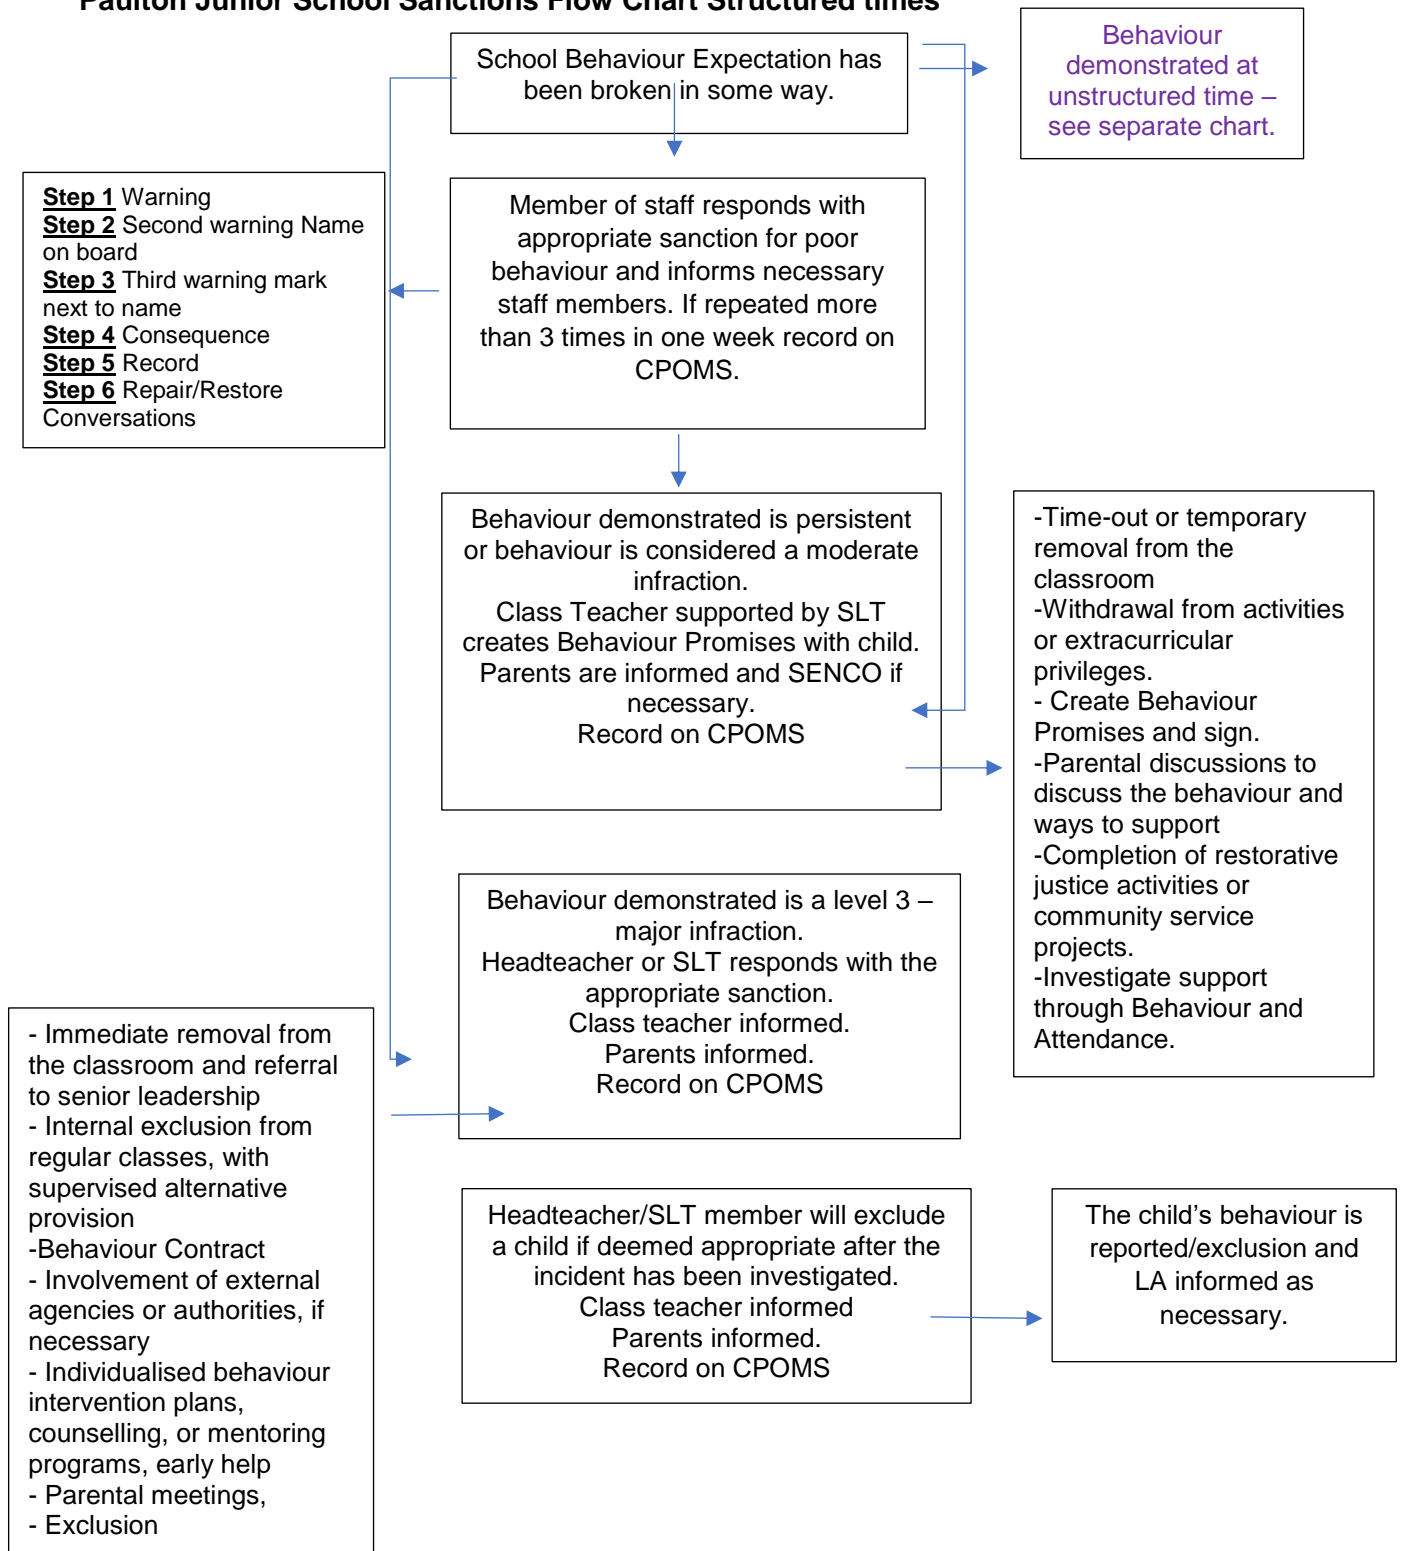 Paulton Junior School Sanctions Flow Chart Structured times
School Behaviour Expectation has
been broken in some way.
Behaviour
demonstrated at
unstructured time –
see separate chart.
Step 1 Warning
Step 2 Second warning Name
on board
Step 3 Third warning mark
next to name
Step 4 Consequence
Step 5 Record
Step 6 Repair/Restore
Conversations
Member of staff responds with
appropriate sanction for poor
behaviour and informs necessary
staff members. If repeated more
than 3 times in one week record on
CPOMS.
Behaviour demonstrated is persistent
or behaviour is considered a moderate
infraction.
Class Teacher supported by SLT
creates Behaviour Promises with child.
Parents are informed and SENCO if
necessary.
Record on CPOMS
-Time-out or temporary
removal from the
classroom
-Withdrawal from activities
or extracurricular
privileges.
- Create Behaviour
Promises and sign.
-Parental discussions to
discuss the behaviour and
ways to support
-Completion of restorative
justice activities or
community service
projects.
-Investigate support
through Behaviour and
Attendance.
Behaviour demonstrated is a level 3 –
major infraction.
Headteacher or SLT responds with the
appropriate sanction.
Class teacher informed.
Parents informed.
Record on CPOMS
- Immediate removal from
the classroom and referral
to senior leadership
- Internal exclusion from
regular classes, with
supervised alternative
provision
-Behaviour Contract
- Involvement of external
agencies or authorities, if
necessary
- Individualised behaviour
intervention plans,
counselling, or mentoring
programs, early help
- Parental meetings,
- Exclusion
Headteacher/SLT member will exclude
a child if deemed appropriate after the
incident has been investigated.
Class teacher informed
Parents informed.
Record on CPOMS
The child's behaviour is
reported/exclusion and
LA informed as
necessary.